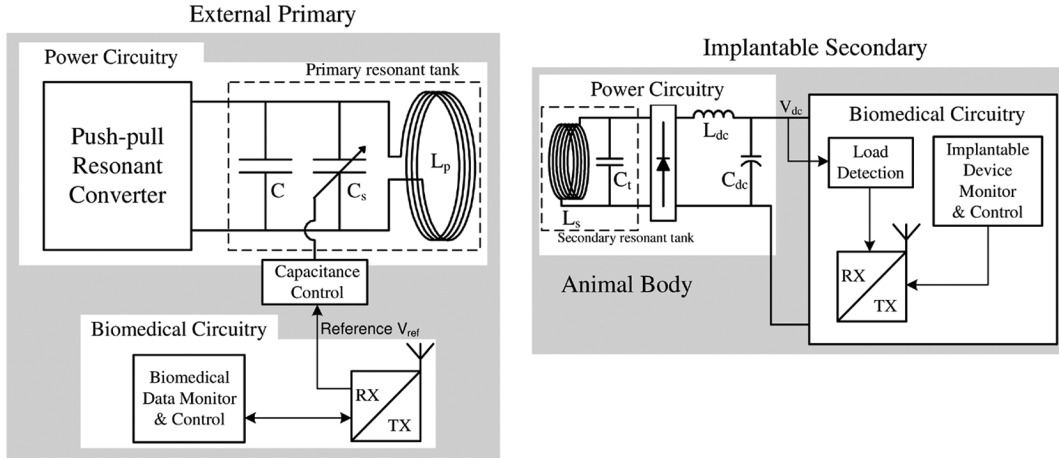 External Primary
Power Circuitry
Primary resonant tank
Push-pull
Resonant
Converter
C
Cs
Lp
Capacitance
Control
Reference Vref
Biomedical Circuitry
Biomedical
Data Monitor
& Control
RX
TX
Implantable Secondary
Power Circuitry
Ls
Ct
Secondary resonant tank
Ldc
Cdc
Vdc
Animal Body
Biomedical Circuitry
Load
Detection
Implantable
Device
Monitor
& Control
RX
TX